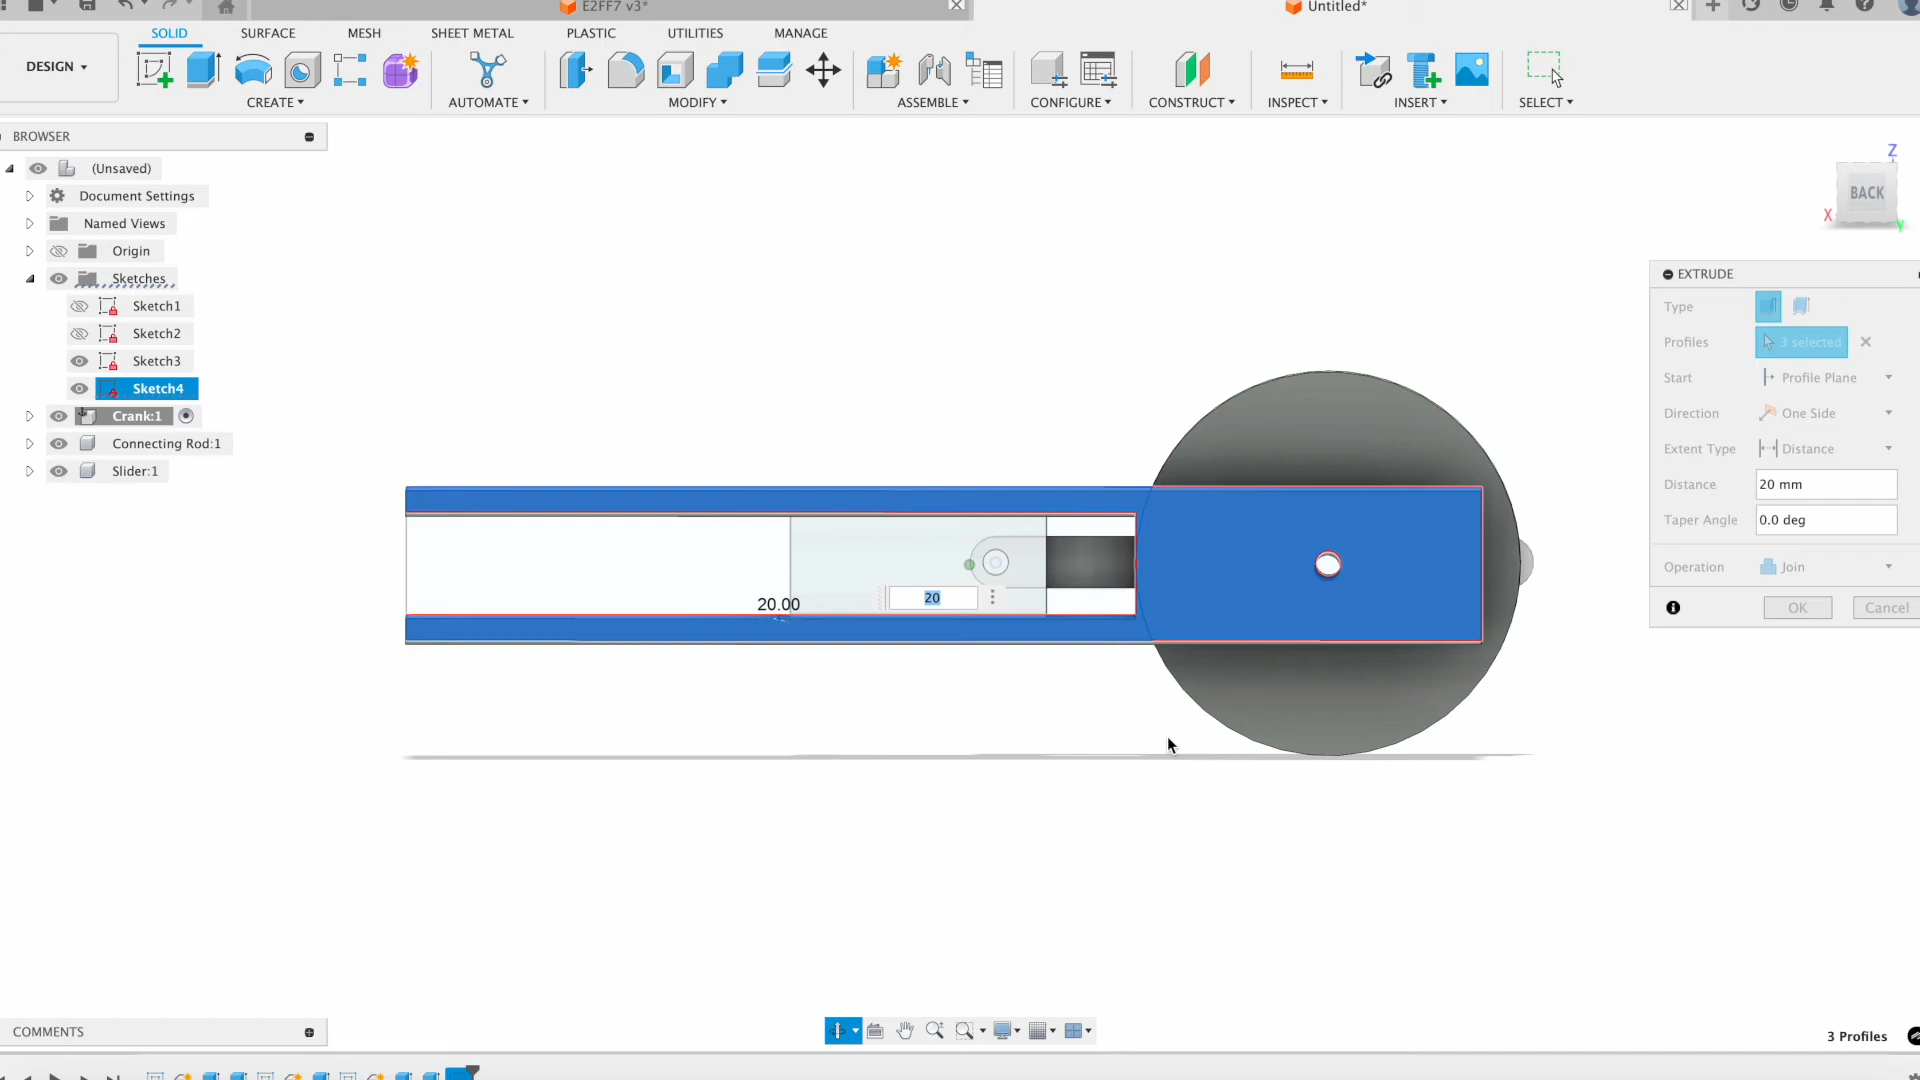 E2FF7 v3*
Untitled*
SOLID SURFACE MESH SHEET METAL PLASTIC UTILITIES MANAGE
DESIGN
CREATE AUTOMATE MODIFY ASSEMBLE CONFIGURE CONSTRUCT INSPECT INSERT SELECT
BROWSER
(Unsaved)
Document Settings
Named Views
Origin
Sketches
Sketch1
Sketch2
Sketch3
Sketch4
Crank:1
Connecting Rod:1
Slider:1
Z
BACK
X
Y
EXTRUDE
Type
Profiles 3 selected
Start Profile Plane
Direction One Side
Extent Type Distance
Distance 20 mm
Taper Angle 0.0 deg
Operation Join
OK Cancel
20.00
20
COMMENTS
3 Profiles